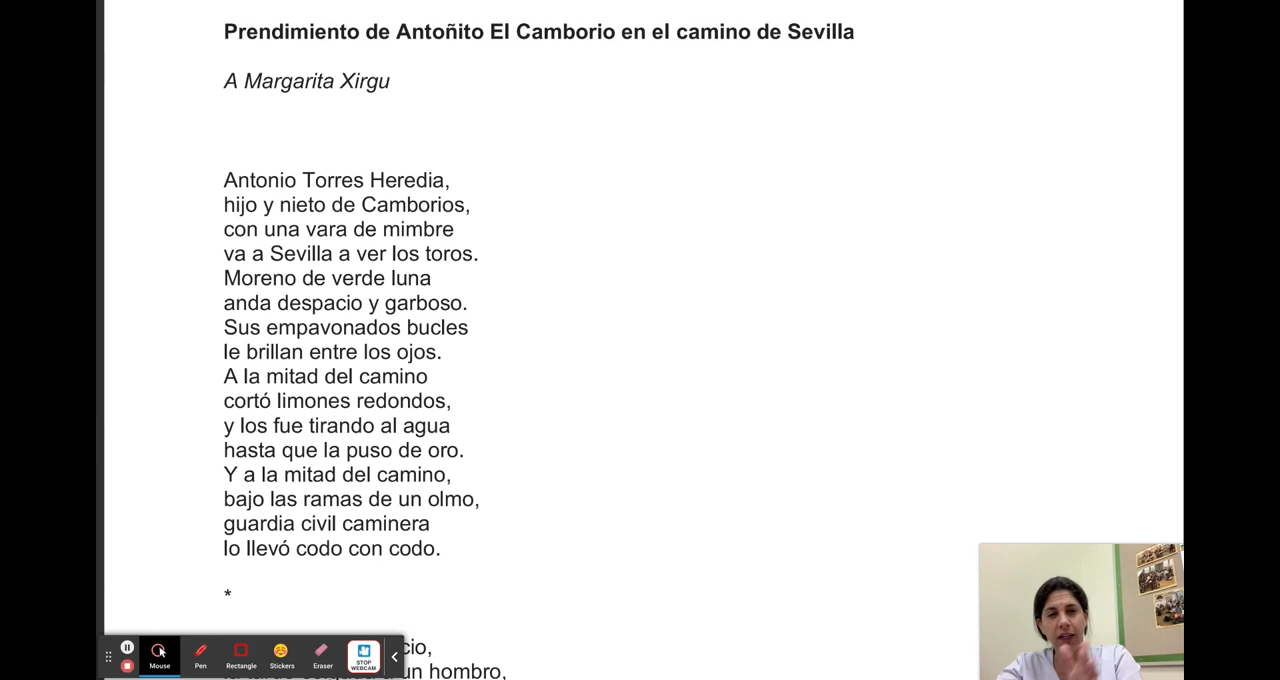 Prendimiento de Antoñito El Camborio en el camino de Sevilla
A Margarita Xirgu
Antonio Torres Heredia,
hijo y nieto de Camborios,
con una vara de mimbre
va a Sevilla a ver los toros.
Moreno de verde luna
anda despacio y garboso.
Sus empavonados bucles
le brillan entre los ojos.
A la mitad del camino
cortó limones redondos,
y los fue tirando al agua
hasta que la puso de oro.
Y a la mitad del camino,
bajo las ramas de un olmo,
guardia civil caminera
lo llevó codo con codo.
*
cio,
un hombro,
Mouse
Pen
Rectangle
Stickers
Eraser
STOP
WEBCAM